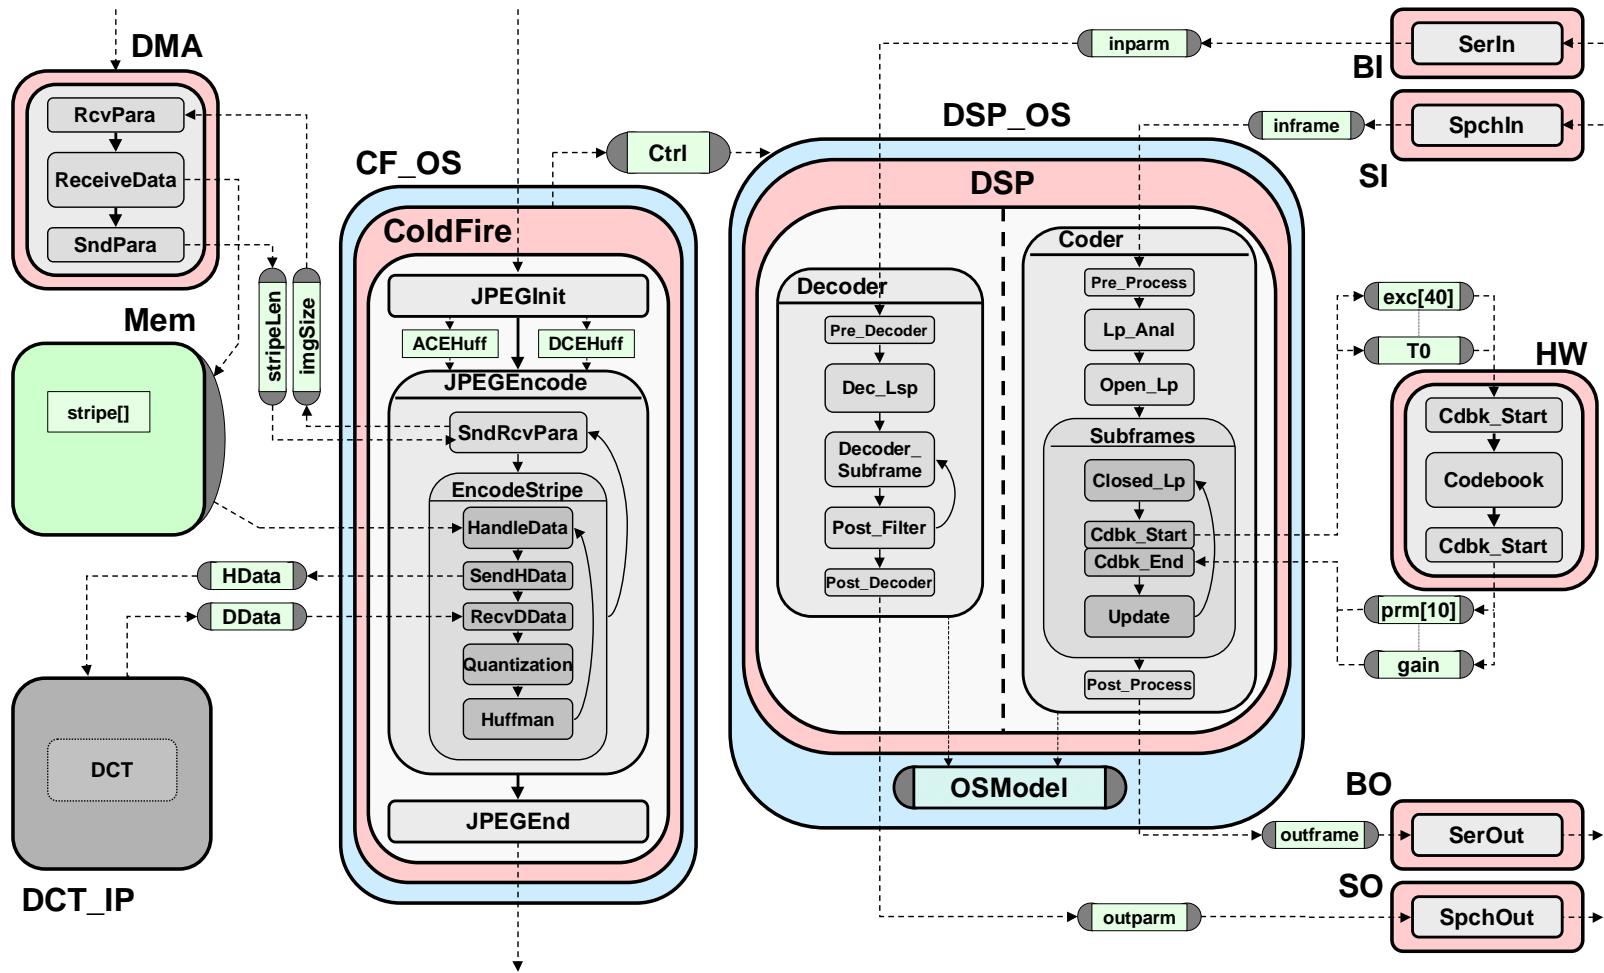 DMA
RcvPara
ReceiveData
SndPara
stripeLen
imgSize
Mem
stripe[]
HData
DData
DCT
DCT_IP
CF_OS
ColdFire
JPEGInit
ACEHuff
DCEHuff
JPEGEncode
SndRcvPara
EncodeStripe
HandleData
SendHData
RecvDData
Quantization
Huffman
JPEGEnd
Ctrl
DSP_OS
DSP
Decoder
Pre_Decoder
Dec_Lsp
Decoder_
Subframe
Post_Filter
Post_Decoder
Coder
Pre_Process
Lp_Anal
Open_Lp
Subframes
Closed_Lp
Cdbk_Start
Cdbk_End
Update
Post_Process
OSModel
inparm
SerIn
BI
inframe
SpchIn
SI
exc[40]
T0
HW
Cdbk_Start
Codebook
Cdbk_Start
prm[10]
gain
BO
outframe
SerOut
SO
outparm
SpchOut